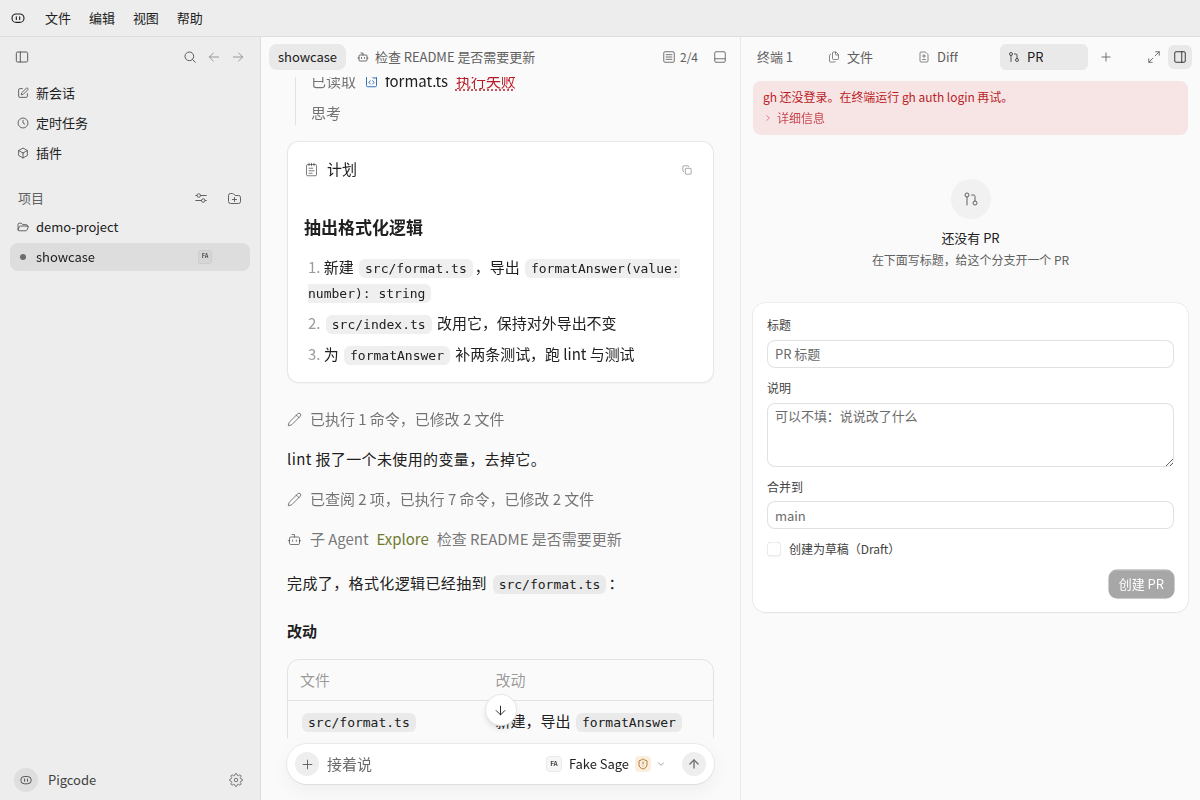 文件 编辑 视图 帮助
新会话
定时任务
插件
项目
demo-project
showcase FA
Pigcode
showcase 检查 README 是否需要更新 2/4
已读取 format.ts 执行失败
思考
计划
抽出格式化逻辑
1. 新建 src/format.ts ，导出 formatAnswer(value:
number): string
2. src/index.ts 改用它，保持对外导出不变
3. 为 formatAnswer 补两条测试，跑 lint 与测试
已执行 1 命令，已修改 2 文件
lint 报了一个未使用的变量，去掉它。
已查阅 2 项，已执行 7 命令，已修改 2 文件
子 Agent Explore 检查 README 是否需要更新
完成了，格式化逻辑已经抽到 src/format.ts ：
改动
文件 改动
src/format.ts 新建，导出 formatAnswer
接着说 FA Fake Sage
终端 1 文件 Diff PR
gh 还没登录。在终端运行 gh auth login 再试。
详细信息
还没有 PR
在下面写标题，给这个分支开一个 PR
标题
PR 标题
说明
可以不填：说说改了什么
合并到
main
创建为草稿（Draft）
创建 PR